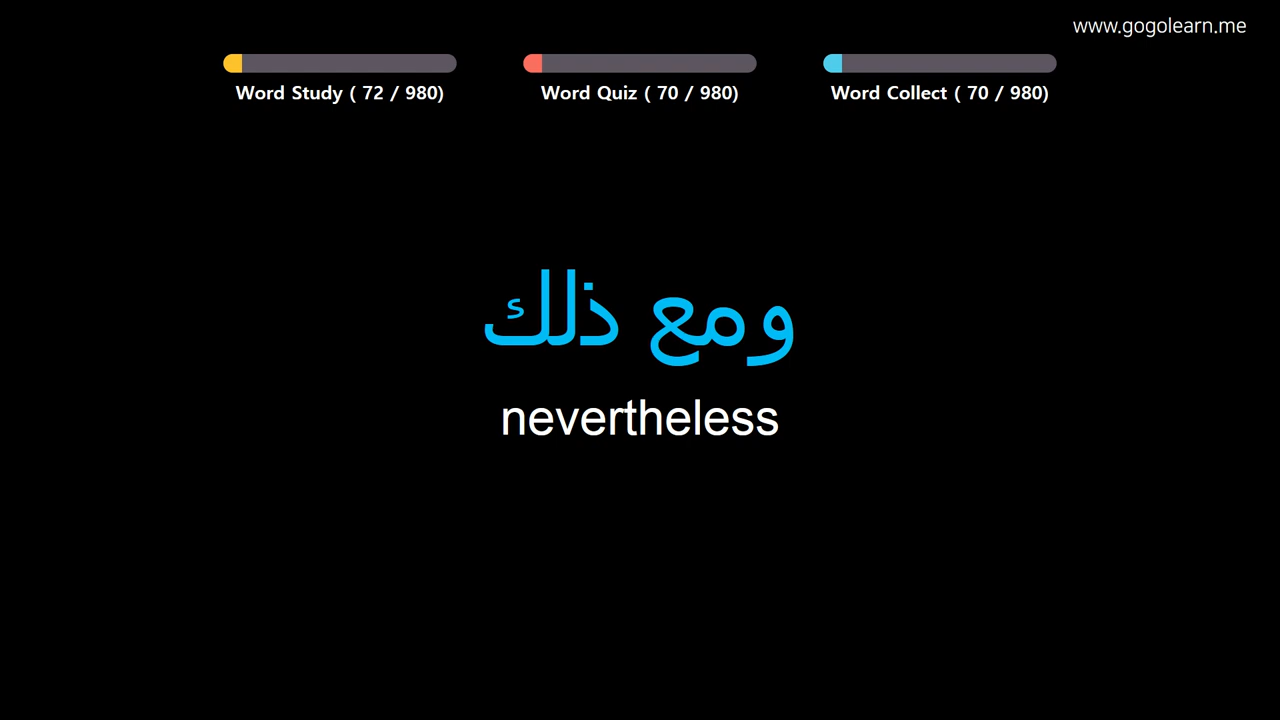 www.gogolearn.me
Word Study ( 72 / 980)
Word Quiz ( 70 / 980)
Word Collect ( 70 / 980)
ومع ذلك
nevertheless